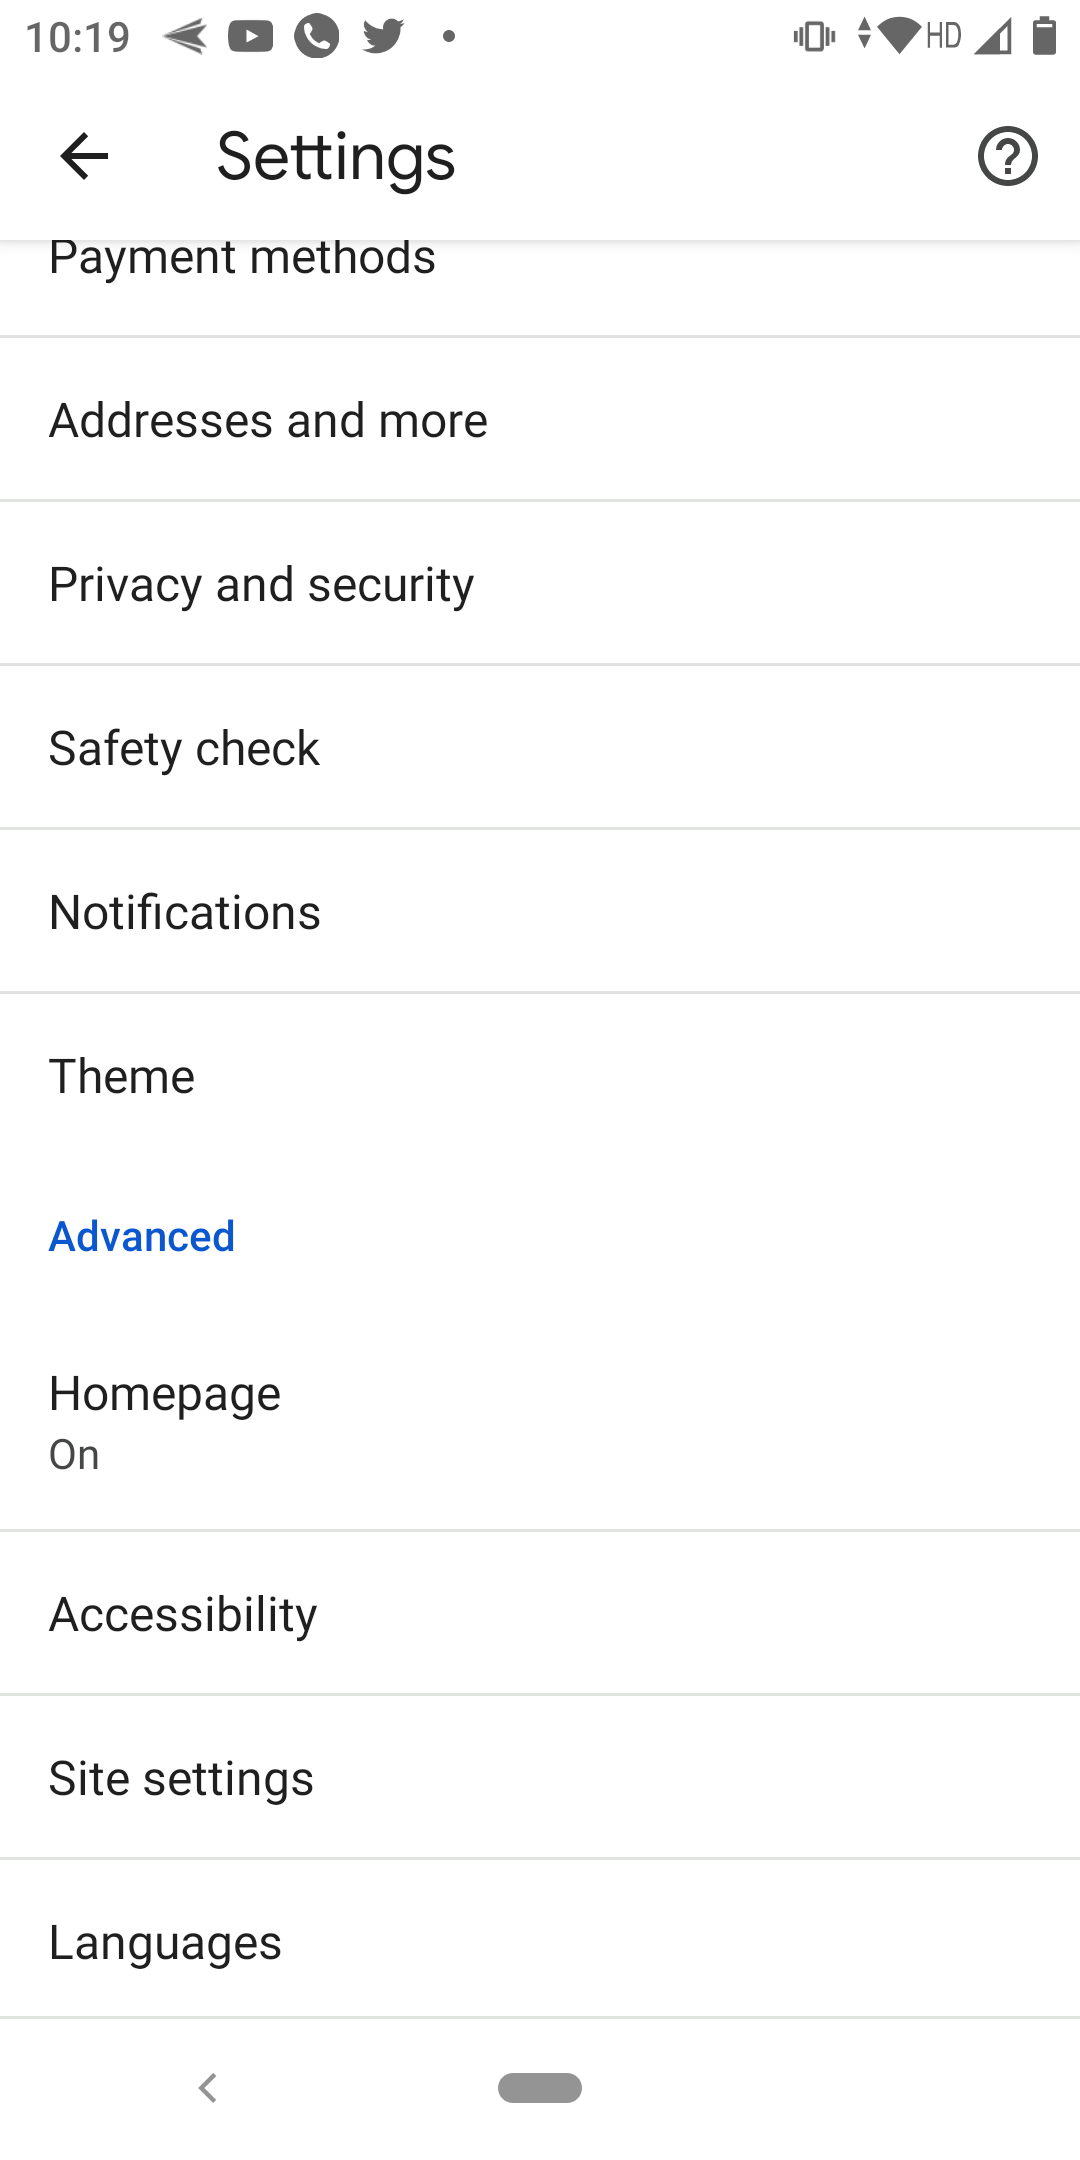 10:19 HD
Settings
Payment methods
Addresses and more
Privacy and security
Safety check
Notifications
Theme
Advanced
Homepage
On
Accessibility
Site settings
Languages